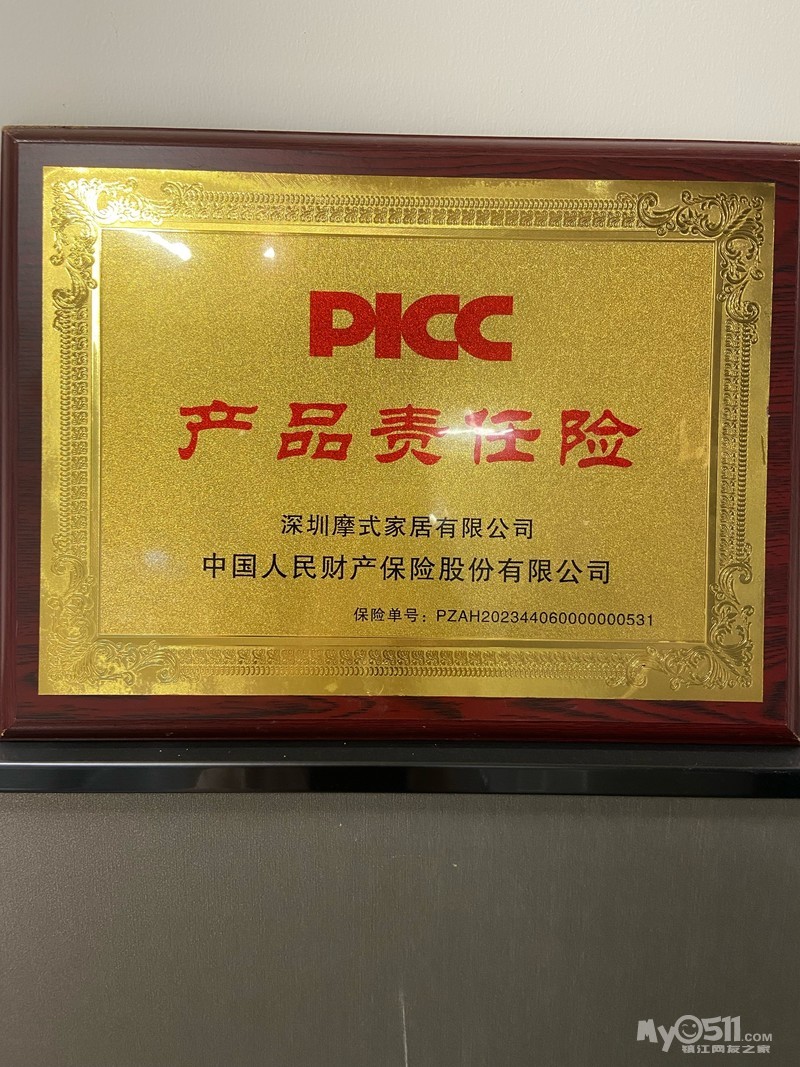 PICC
产品责任险
深圳摩式家居有限公司
中国人民财产保险股份有限公司
保险单号：PZAH202344060000000531
My0511.COM
镇江网友之家